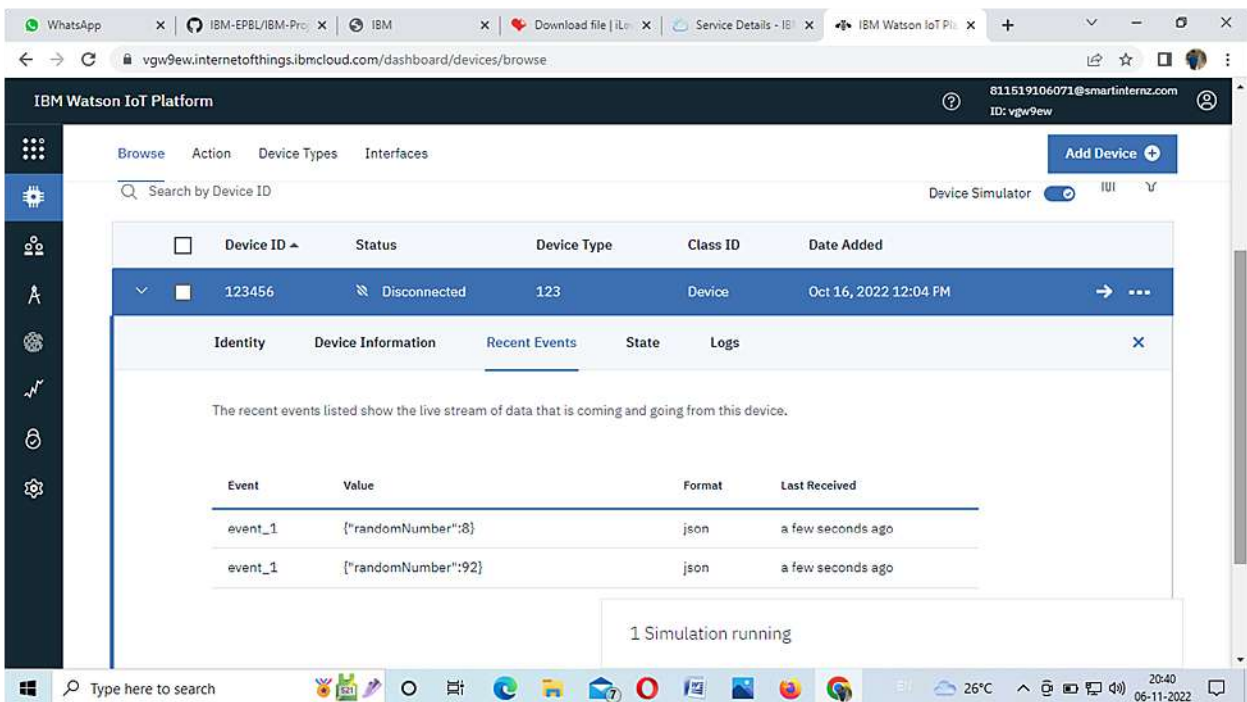 WhatsApp IBM-EPBL/IBM-Proj IBM Download file | iLov Service Details - IBM IBM Watson IoT Pla
vgw9ew.internetofthings.ibmcloud.com/dashboard/devices/browse
IBM Watson IoT Platform
811519106071@smartinternz.com
ID: vgw9ew
Browse Action Device Types Interfaces Add Device
Search by Device ID Device Simulator
Device ID Status Device Type Class ID Date Added
123456 Disconnected 123 Device Oct 16, 2022 12:04 PM
Identity Device Information Recent Events State Logs
The recent events listed show the live stream of data that is coming and going from this device.
Event Value Format Last Received
event_1 {"randomNumber":8} json a few seconds ago
event_1 {"randomNumber":92} json a few seconds ago
1 Simulation running
Type here to search 26°C 20:40
06-11-2022